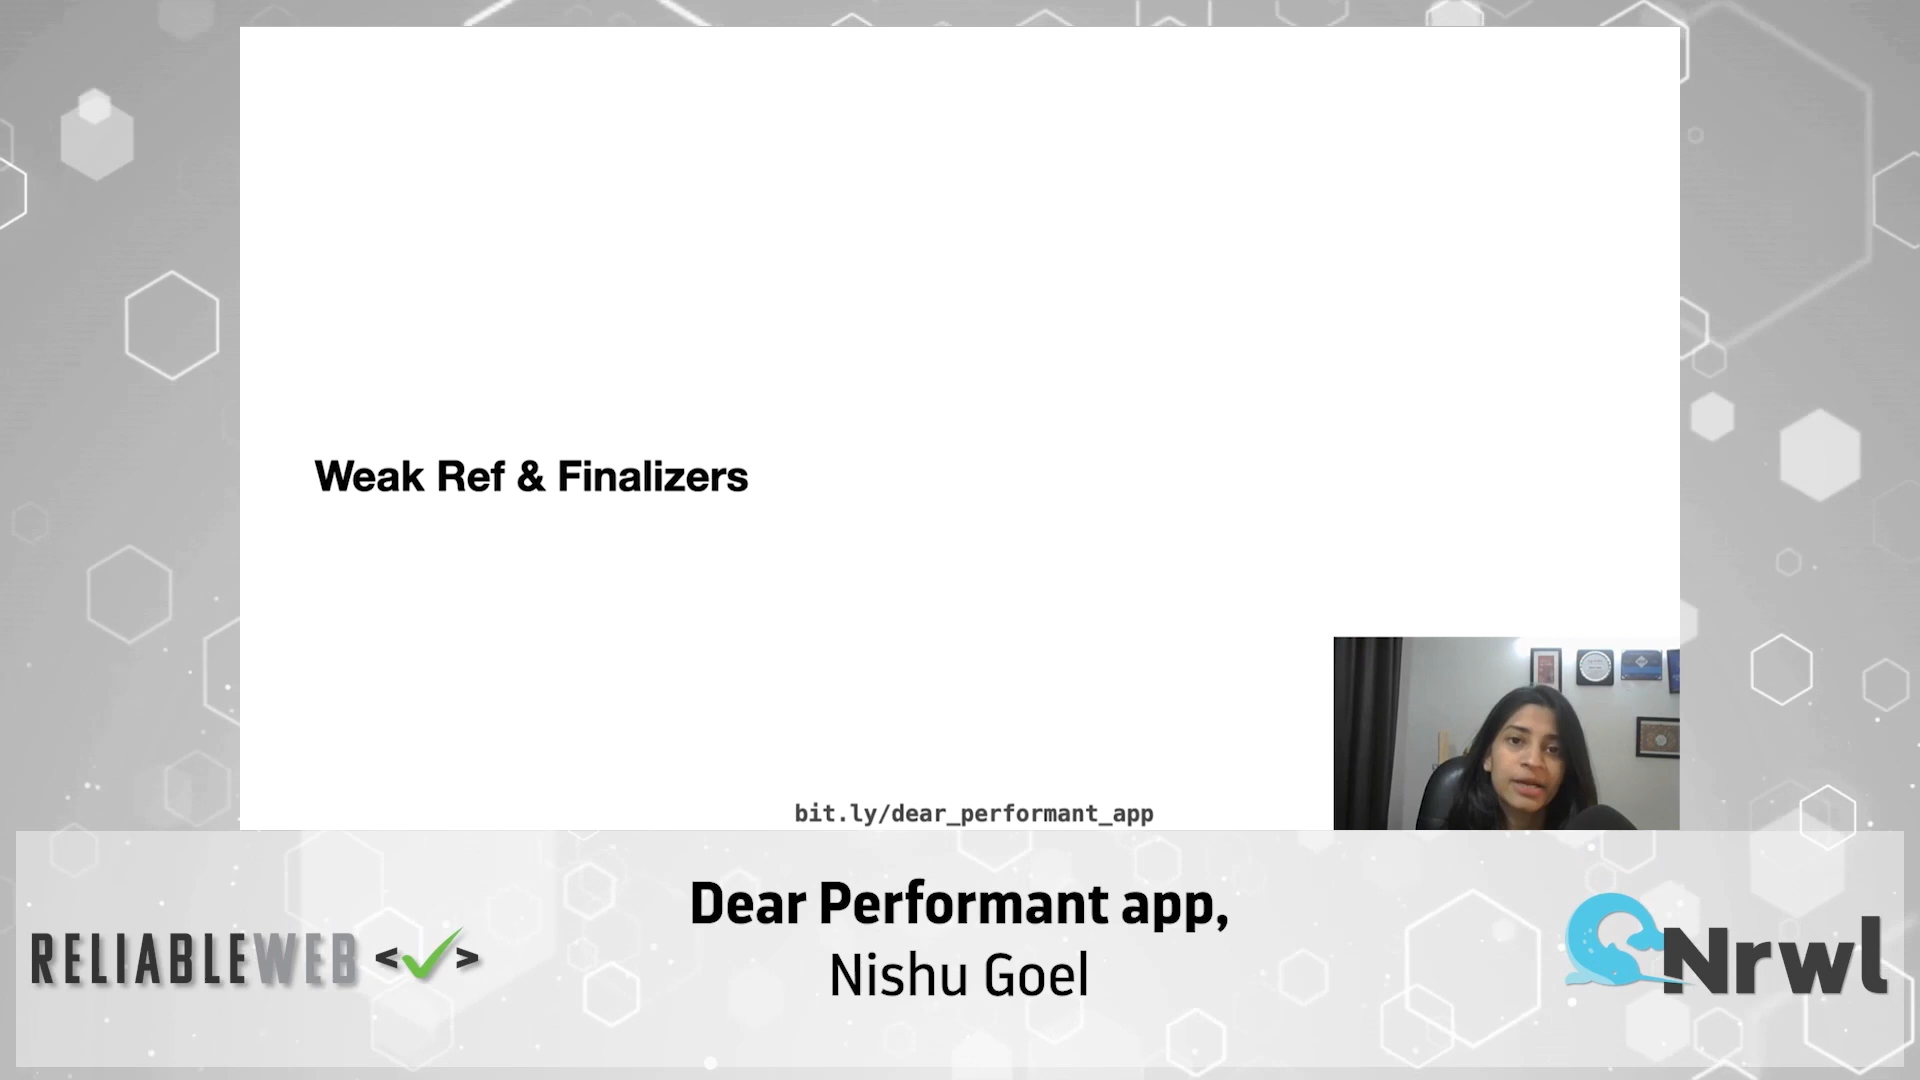 Weak Ref & Finalizers
bit.ly/dear_performant_app
Dear Performant app,
Nishu Goel
RELIABLEWEB <✓>
Nrwl